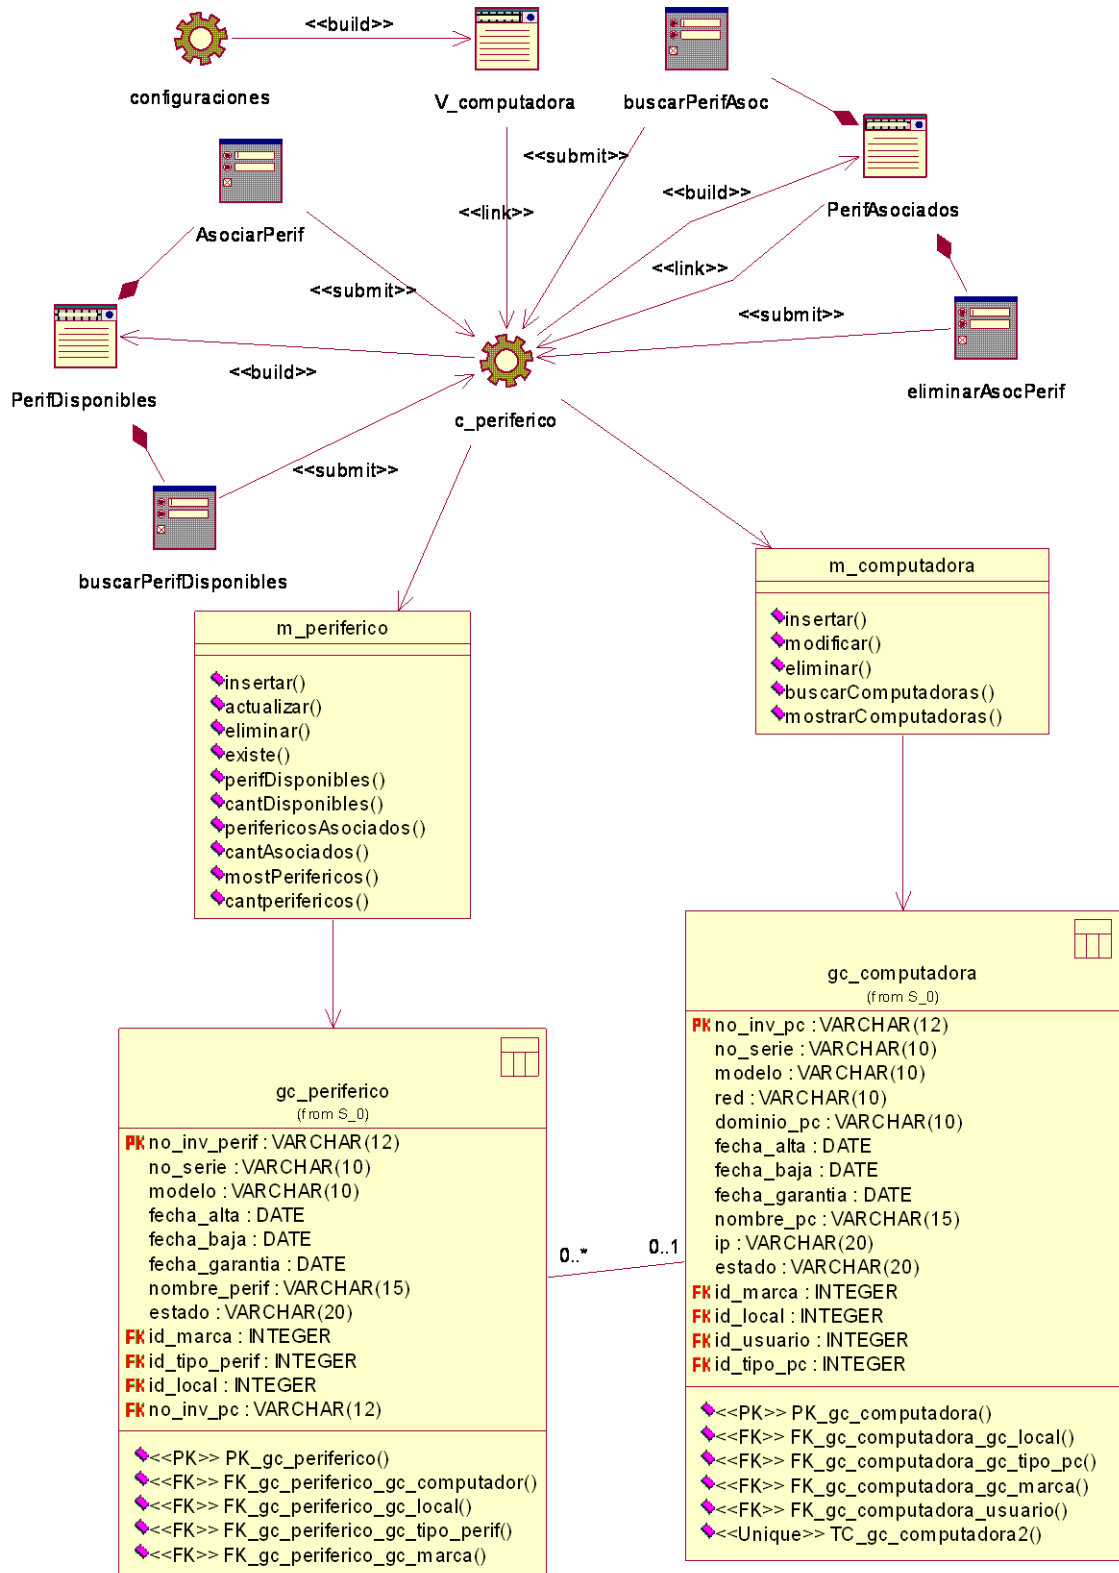 <<build>>
configuraciones
V_computadora
buscarPerifAsoc
<<submit>>
<<build>>
AsociarPerif
<<link>>
PerifAsociados
<<link>>
<<submit>>
<<submit>>
PerifDisponibles
<<build>>
eliminarAsocPerif
c_periferico
<<submit>>
buscarPerifDisponibles
m_computadora
insertar()
modificar()
eliminar()
buscarComputadoras()
mostrarComputadoras()
m_periferico
insertar()
actualizar()
eliminar()
existe()
perifDisponibles()
cantDisponibles()
perifericosAsociados()
cantAsociados()
mostPerifericos()
cantperifericos()
gc_computadora
(from S_0)
PK no_inv_pc : VARCHAR(12)
no_serie : VARCHAR(10)
modelo : VARCHAR(10)
red : VARCHAR(10)
dominio_pc : VARCHAR(10)
fecha_alta : DATE
fecha_baja : DATE
fecha_garantia : DATE
nombre_pc : VARCHAR(15)
ip : VARCHAR(20)
estado : VARCHAR(20)
FK id_marca : INTEGER
FK id_local : INTEGER
FK id_usuario : INTEGER
FK id_tipo_pc : INTEGER
<<PK>> PK_gc_computadora()
<<FK>> FK_gc_computadora_gc_local()
<<FK>> FK_gc_computadora_gc_tipo_pc()
<<FK>> FK_gc_computadora_gc_marca()
<<FK>> FK_gc_computadora_usuario()
<<Unique>> TC_gc_computadora2()
0..*
0..1
gc_periferico
(from S_0)
PK no_inv_perif : VARCHAR(12)
no_serie : VARCHAR(10)
modelo : VARCHAR(10)
fecha_alta : DATE
fecha_baja : DATE
fecha_garantia : DATE
nombre_perif : VARCHAR(15)
estado : VARCHAR(20)
FK id_marca : INTEGER
FK id_tipo_perif : INTEGER
FK id_local : INTEGER
FK no_inv_pc : VARCHAR(12)
<<PK>> PK_gc_periferico()
<<FK>> FK_gc_periferico_gc_computador()
<<FK>> FK_gc_periferico_gc_local()
<<FK>> FK_gc_periferico_gc_tipo_perif()
<<FK>> FK_gc_periferico_gc_marca()